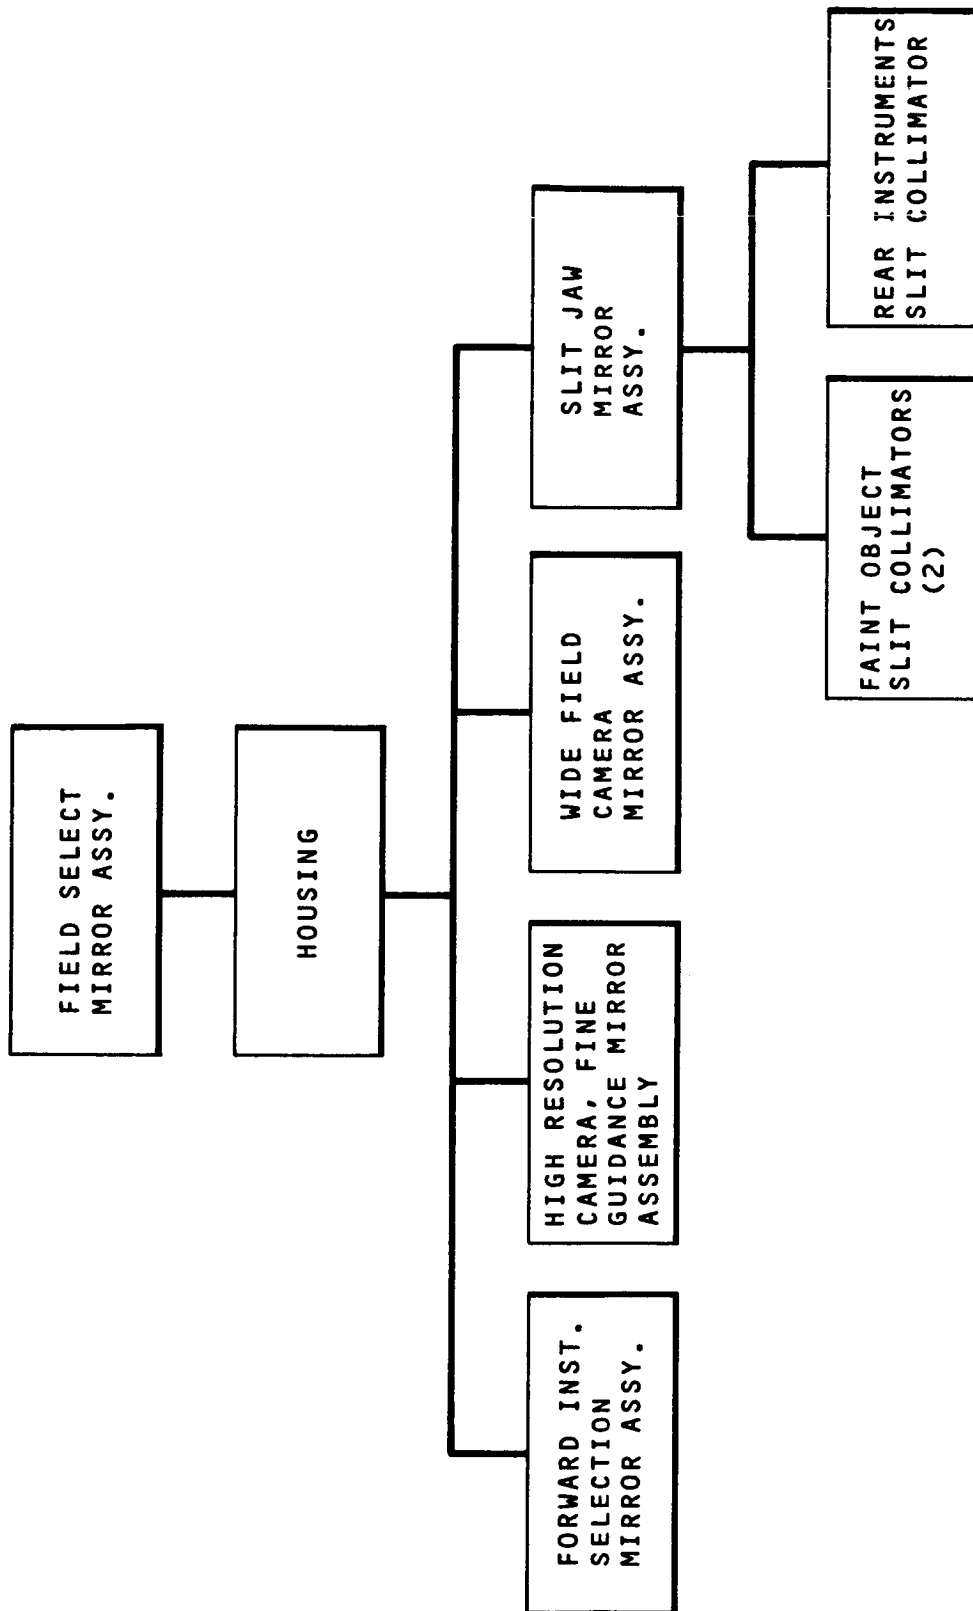 FIELD SELECT
MIRROR ASSY.
HOUSING
FORWARD INST.
SELECTION
MIRROR ASSY.
HIGH RESOLUTION
CAMERA, FINE
GUIDANCE MIRROR
ASSEMBLY
WIDE FIELD
CAMERA
MIRROR ASSY.
SLIT JAW
MIRROR
ASSY.
FAINT OBJECT
SLIT COLLIMATORS
(2)
REAR INSTRUMENTS
SLIT COLLIMATOR